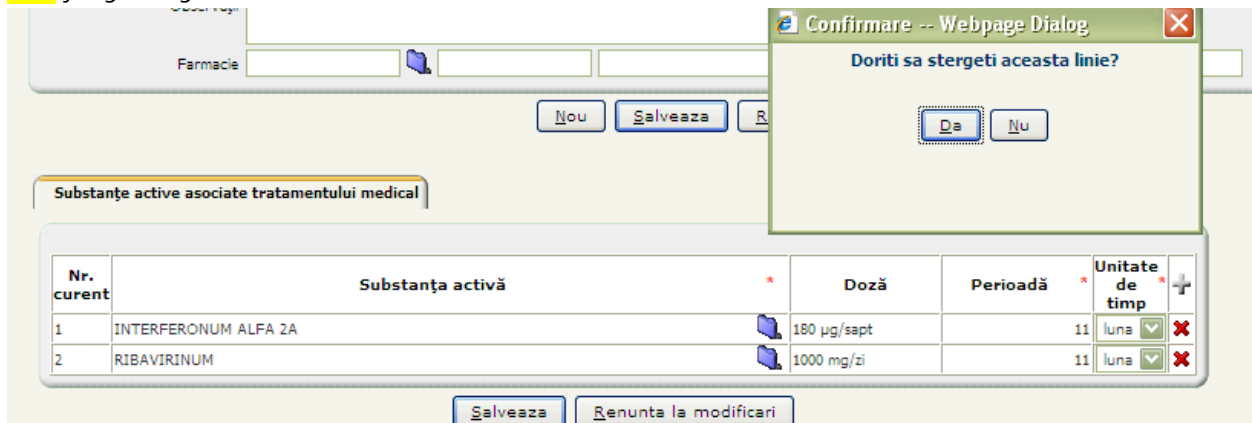 Confirmare -- Webpage Dialog
Doriti sa stergeti aceasta linie?
Da Nu
Farmacie
Nou Salveaza
Substanțe active asociate tratamentului medical
Nr. curent Substanța activă * Doză Perioadă * Unitate de timp *
1 INTERFERONUM ALFA 2A 180 µg/sapt 11 luna
2 RIBAVIRINUM 1000 mg/zi 11 luna
Salveaza Renunta la modificari